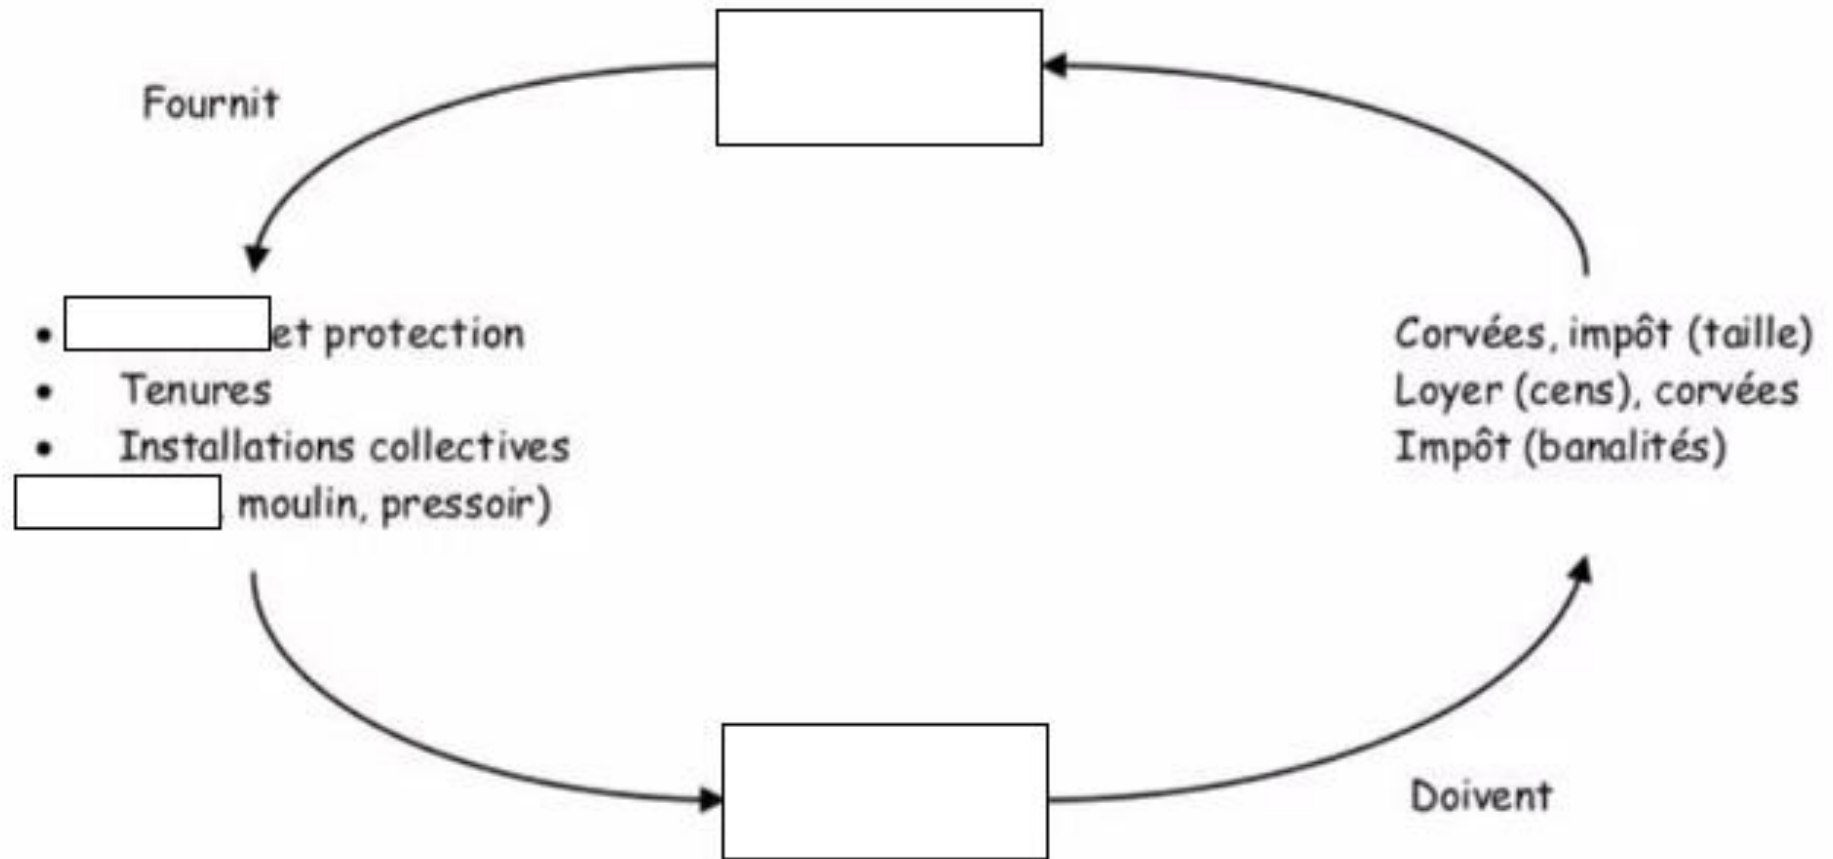 Fournit
• et protection
• Tenures
• Installations collectives
, moulin, pressoir)
Corvées, impôt (taille)
Loyer (cens), corvées
Impôt (banalités)
Doivent